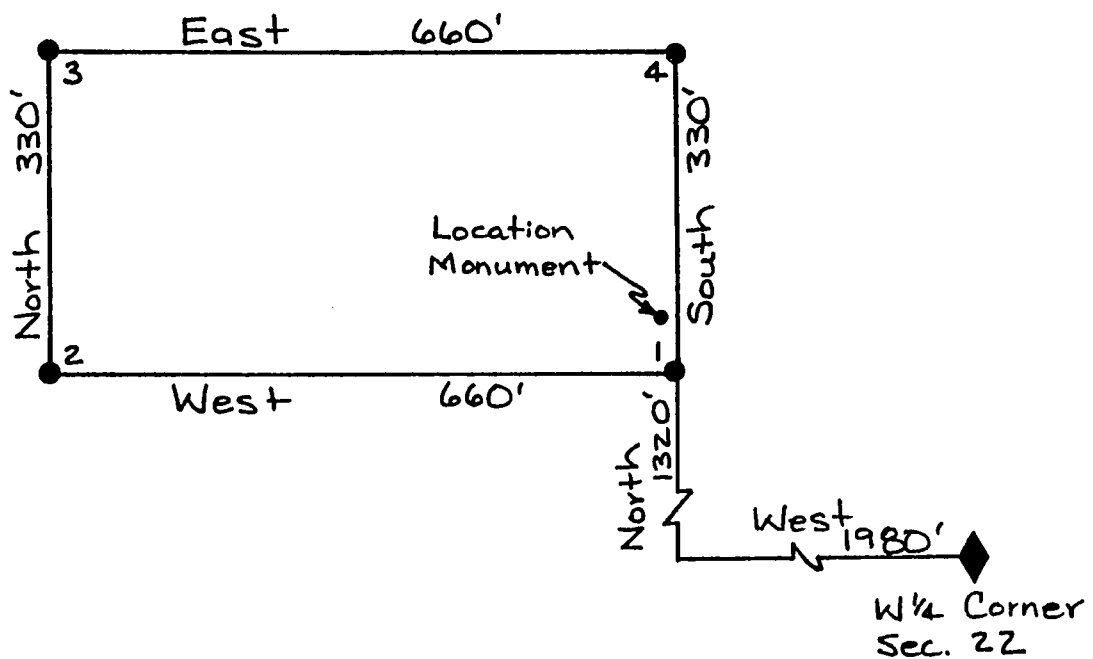 East 660'
3
4
North 330'
South 330'
Location
Monument
2
1
West 660'
North 1320'
West 1980'
W 1/4 Corner
Sec. 22